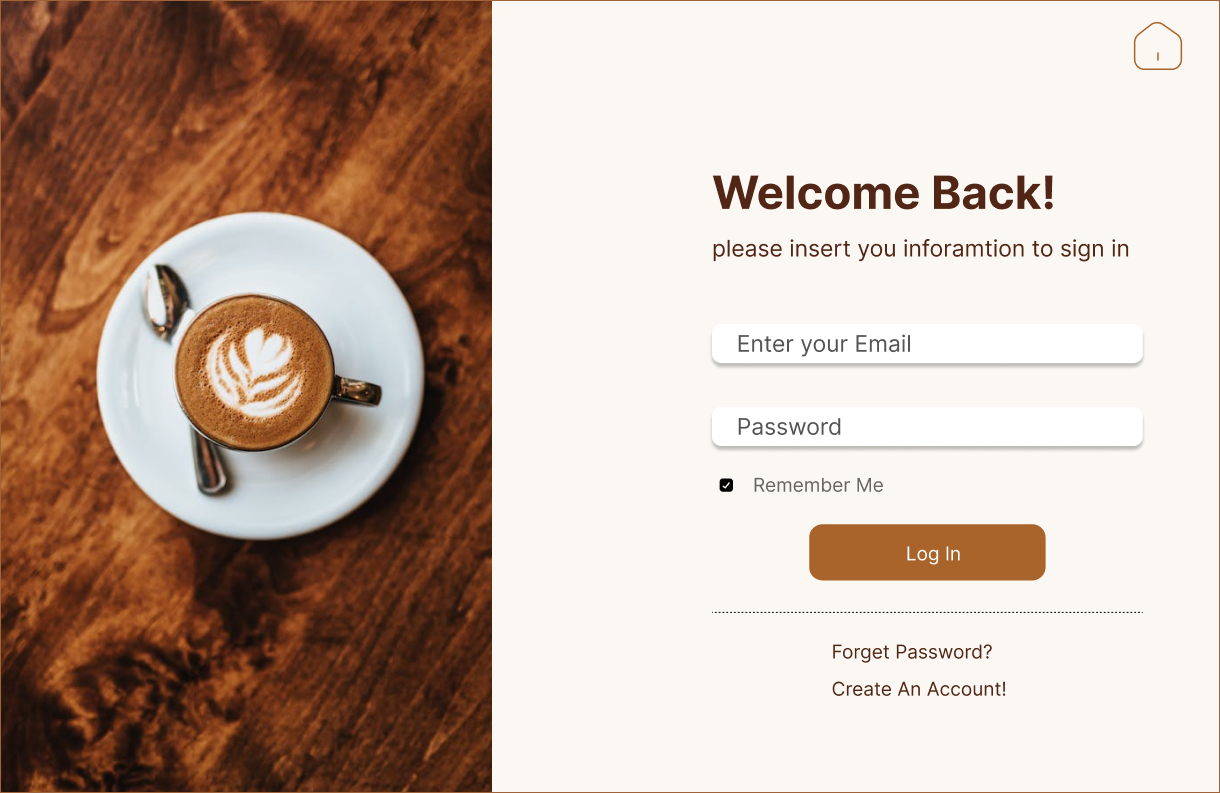 Welcome Back!
please insert you inforamtion to sign in
Enter your Email
Password
Remember Me
Log In
Forget Password?
Create An Account!